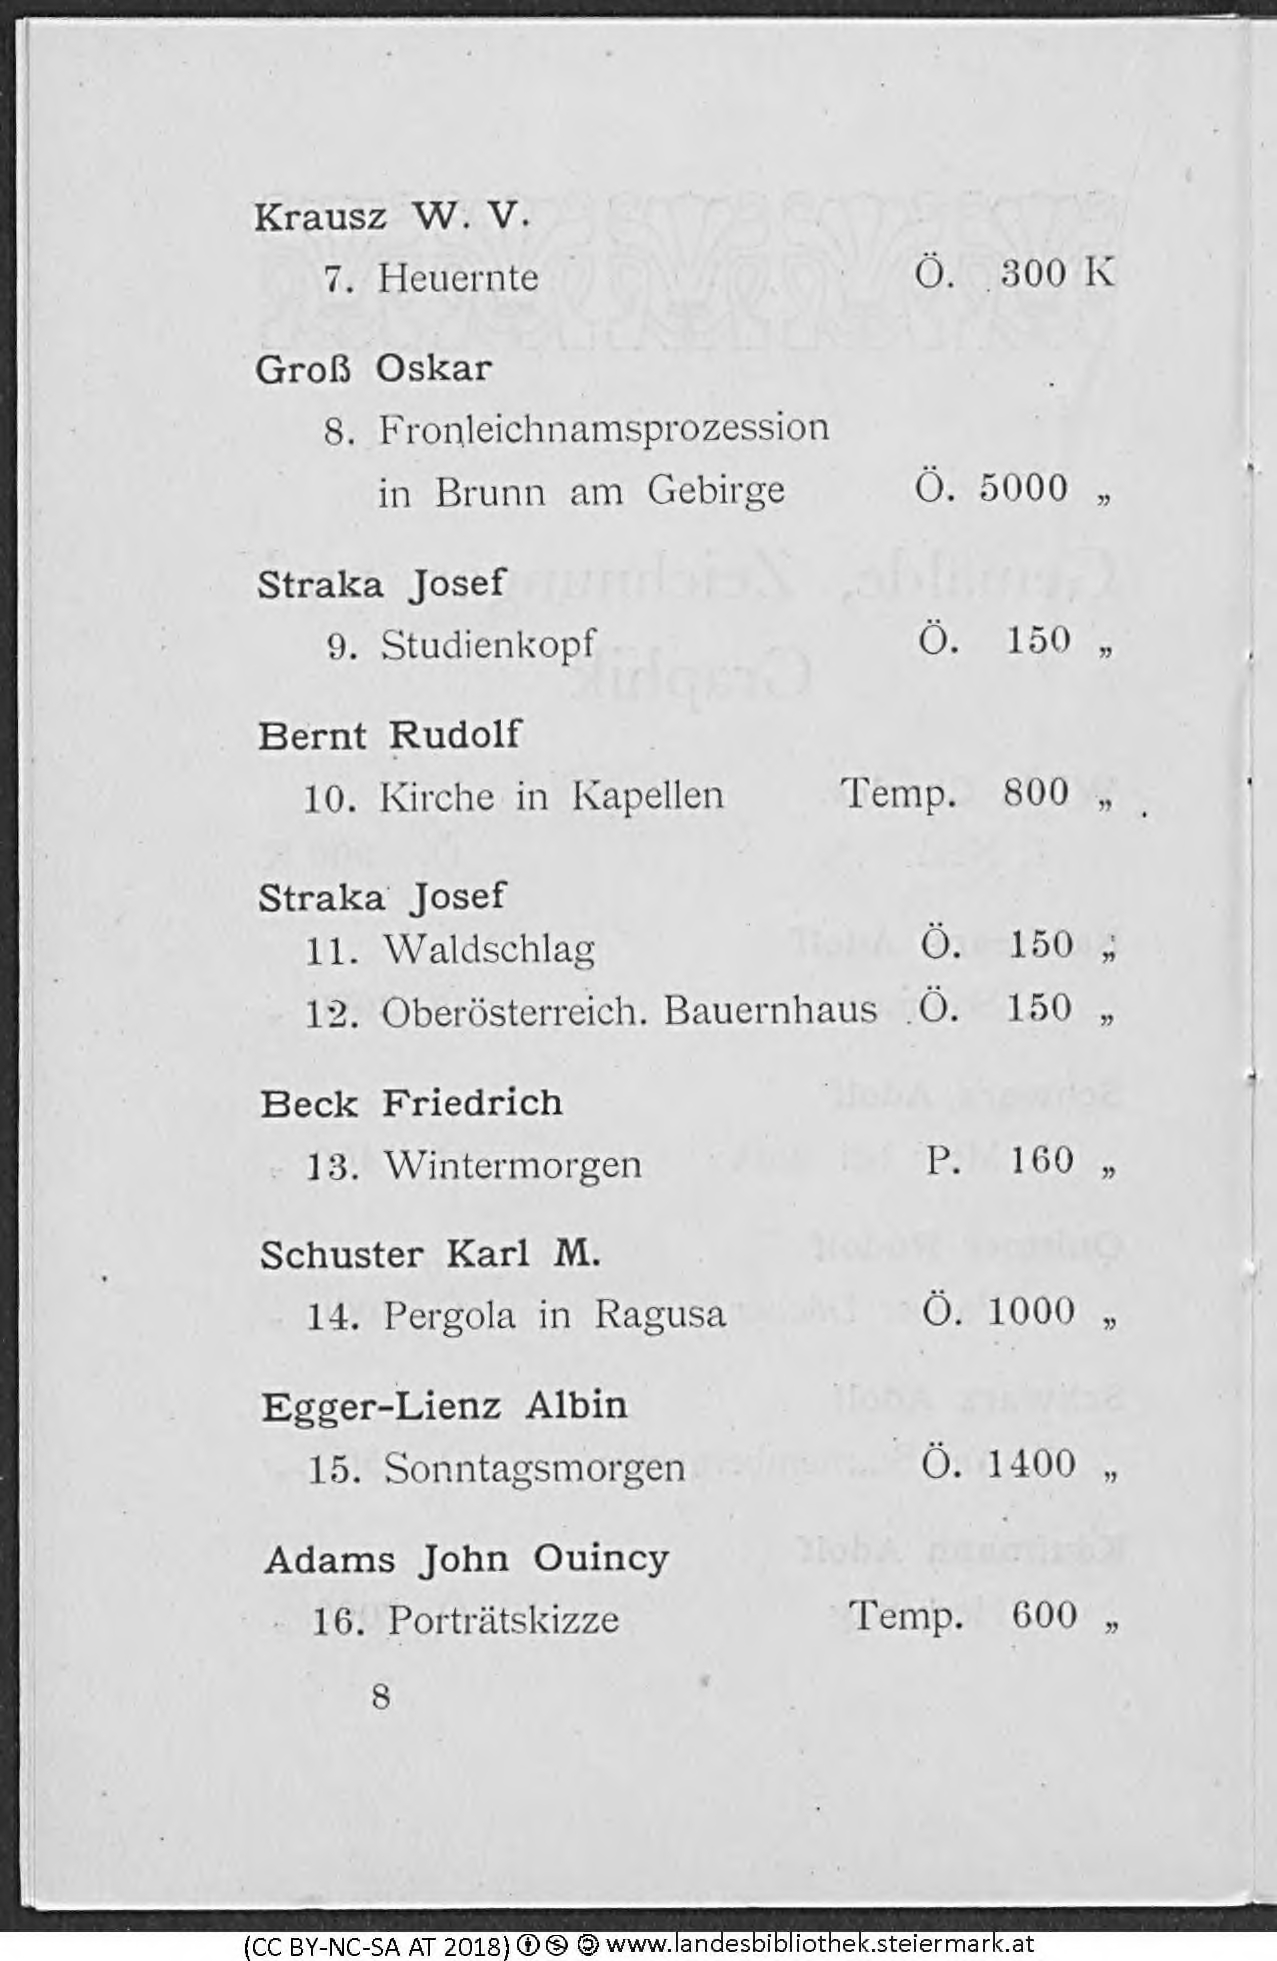 Krausz W. V.
7. Heuernte Ö. 300 K
Groß Oskar
8. Fronleichnamsprozession
in Brunn am Gebirge Ö. 5000 „
Straka Josef
9. Studienkopf Ö. 150 „
Bernt Rudolf
10. Kirche in Kapellen Temp. 800 „
Straka Josef
11. Waldschlag Ö. 150 „
12. Oberösterreich. Bauernhaus Ö. 150 „
Beck Friedrich
13. Wintermorgen P. 160 „
Schuster Karl M.
14. Pergola in Ragusa Ö. 1000 „
Egger-Lienz Albin
15. Sonntagsmorgen Ö. 1400 „
Adams John Ouincy
16. Porträtskizze Temp. 600 „
8
(CC BY-NC-SA AT 2018) www.landesbibliothek.steiermark.at